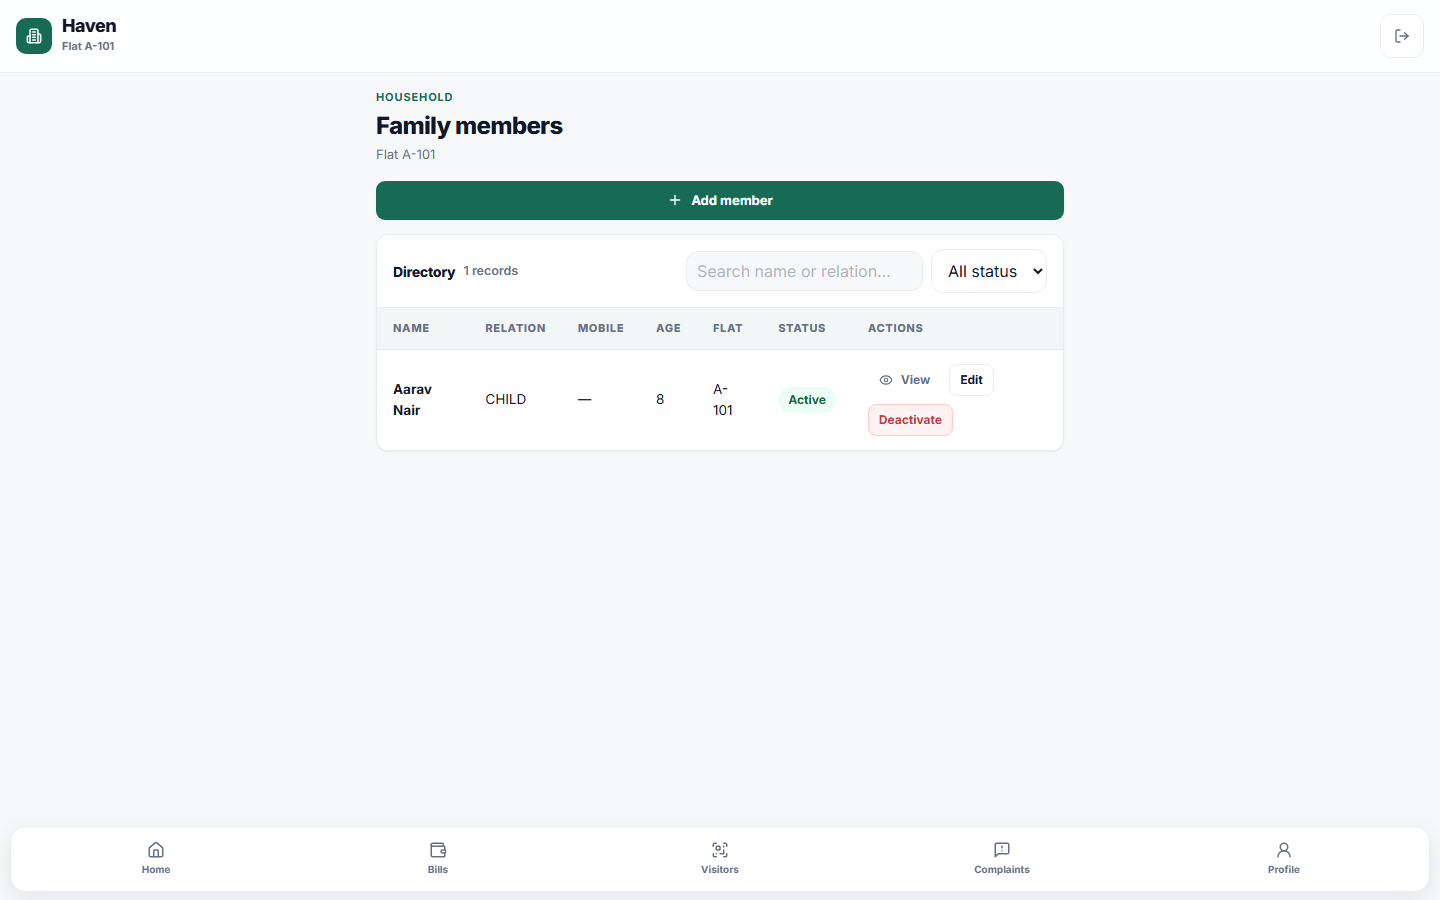 Haven
Flat A-101
HOUSEHOLD
Family members
Flat A-101
Add member
Directory 1 records
Search name or relation...
All status
NAME RELATION MOBILE AGE FLAT STATUS ACTIONS
Aarav
Nair
CHILD
—
8
A-
101
Active
View
Edit
Deactivate
Home
Bills
Visitors
Complaints
Profile